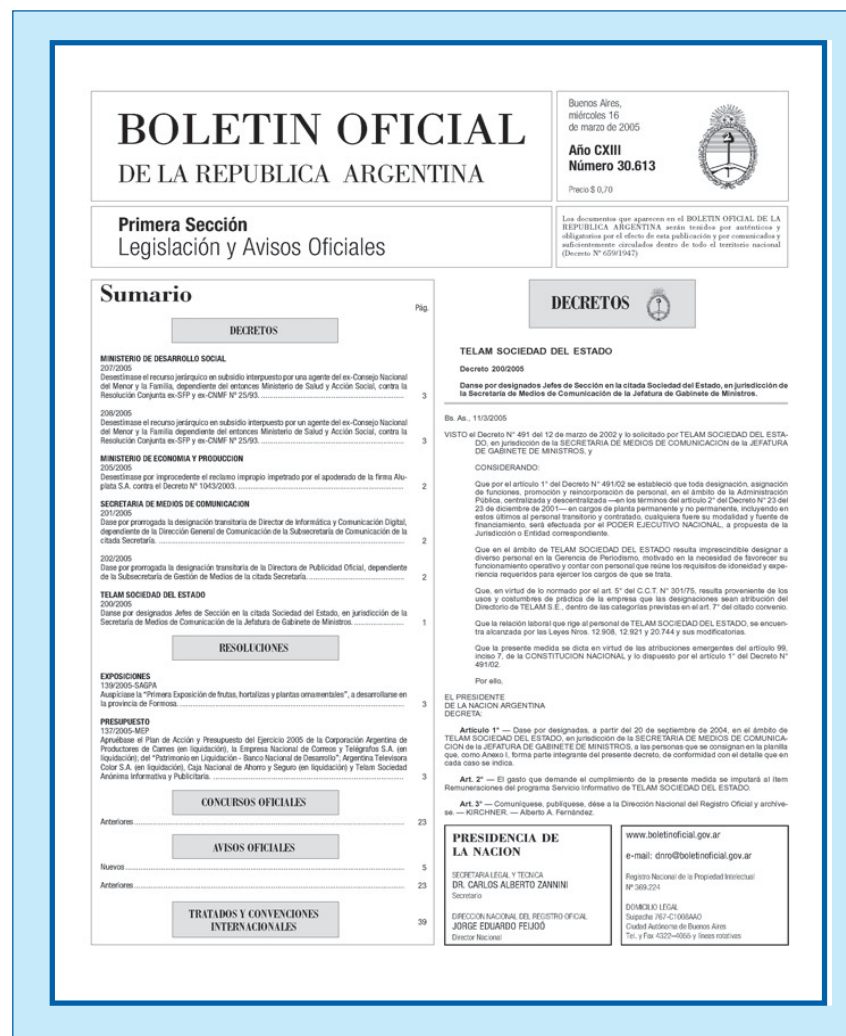 BOLETIN OFICIAL
DE LA REPUBLICA ARGENTINA
Buenos Aires,
miércoles 16
de marzo de 2005
Año CXIII
Número 30.613
Precio $ 0,70
Primera Sección
Legislación y Avisos Oficiales
Los documentos que aparecen en el BOLETIN OFICIAL DE LA
REPUBLICA ARGENTINA serán tenidos por auténticos y
obligatorios por el efecto de esta publicación y por comunicados y
suficientemente circulados dentro de todo el territorio nacional
(Decreto Nº 659/1947)
Sumario
Pág.
DECRETOS
MINISTERIO DE DESARROLLO SOCIAL
207/2005
Desestímase el recurso jerárquico en subsidio interpuesto por una agente del ex-Consejo Nacional
del Menor y la Familia, dependiente del entonces Ministerio de Salud y Acción Social, contra la
Resolución Conjunta ex-SFP y ex-CNMF Nº 25/93. ........ 3
208/2005
Desestímase el recurso jerárquico en subsidio interpuesto por una agente del ex-Consejo Nacional
del Menor y la Familia dependiente del entonces Ministerio de Salud y Acción Social, contra la
Resolución Conjunta ex-SFP y ex-CNMF Nº 25/93. ........ 3
MINISTERIO DE ECONOMIA Y PRODUCCION
205/2005
Desestímase por improcedente el reclamo impropio impetrado por el apoderado de la firma Alu-
plata S.A. contra el Decreto Nº 1043/2003. ........ 2
SECRETARIA DE MEDIOS DE COMUNICACION
201/2005
Dase por prorrogada la designación transitoria de Director de Informática y Comunicación Digital,
dependiente de la Dirección General de Comunicación de la Subsecretaría de Comunicación de la
citada Secretaría. ........ 2
202/2005
Dase por prorrogada la designación transitoria de la Directora de Publicidad Oficial, dependiente
de la Subsecretaría de Gestión de Medios de la citada Secretaría. ........ 2
TELAM SOCIEDAD DEL ESTADO
200/2005
Danse por designados Jefes de Sección en la citada Sociedad del Estado, en jurisdicción de la
Secretaría de Medios de Comunicación de la Jefatura de Gabinete de Ministros. ........ 1
RESOLUCIONES
EXPOSICIONES
139/2005-SAGPA
Auspíciase la “Primera Exposición de frutas, hortalizas y plantas ornamentales”, a desarrollarse en
la provincia de Formosa. ........ 3
PRESUPUESTO
137/2005-MEP
Apruébase el Plan de Acción y Presupuesto del Ejercicio 2005 de la Corporación Argentina de
Productores de Carnes (en liquidación), la Empresa Nacional de Correos y Telégrafos S.A. (en
liquidación); del “Patrimonio en Liquidación - Banco Nacional de Desarrollo”; Argentina Televisora
Color S.A. (en liquidación), Caja Nacional de Ahorro y Seguro (en liquidación) y Telam Sociedad
Anónima Informativa y Publicitaria. ........ 3
CONCURSOS OFICIALES
Anteriores ........ 23
AVISOS OFICIALES
Nuevos ........ 5
Anteriores ........ 23
TRATADOS Y CONVENCIONES
INTERNACIONALES 39
DECRETOS
TELAM SOCIEDAD DEL ESTADO
Decreto 200/2005
Danse por designados Jefes de Sección en la citada Sociedad del Estado, en jurisdicción de
la Secretaría de Medios de Comunicación de la Jefatura de Gabinete de Ministros.
Bs. As., 11/3/2005
VISTO el Decreto N° 491 del 12 de marzo de 2002 y lo solicitado por TELAM SOCIEDAD DEL ESTA-
DO, en jurisdicción de la SECRETARIA DE MEDIOS DE COMUNICACION de la JEFATURA
DE GABINETE DE MINISTROS, y
CONSIDERANDO:
Que por el artículo 1° del Decreto N° 491/02 se estableció que toda designación, asignación
de funciones, promoción y reincorporación de personal, en el ámbito de la Administración
Pública, centralizada y descentralizada —en los términos del artículo 2° del Decreto N° 23 del
23 de diciembre de 2001— en cargos de planta permanente y no permanente, incluyendo en
estos últimos al personal transitorio y contratado, cualquiera fuere su modalidad y fuente de
financiamiento, será efectuada por el PODER EJECUTIVO NACIONAL, a propuesta de la
Jurisdicción o Entidad correspondiente.
Que en el ámbito de TELAM SOCIEDAD DEL ESTADO resulta imprescindible designar a
diverso personal en la Gerencia de Periodismo, motivado en la necesidad de favorecer su
funcionamiento operativo y contar con personal que reúne los requisitos de idoneidad y expe-
riencia requeridos para ejercer los cargos de que se trata.
Que, en virtud de lo normado por el art. 5° del C.C.T. N° 301/75, resulta proveniente de los
usos y costumbres de práctica de la empresa que las designaciones sean atribución del
Directorio de TELAM S.E., dentro de las categorías previstas en el art. 7° del citado convenio.
Que la relación laboral que rige al personal de TELAM SOCIEDAD DEL ESTADO, se encuen-
tra alcanzada por las Leyes Nros. 12.908, 12.921 y 20.744 y sus modificatorias.
Que la presente medida se dicta en virtud de las atribuciones emergentes del artículo 99,
inciso 7, de la CONSTITUCION NACIONAL y lo dispuesto por el artículo 1° del Decreto N°
491/02.
Por ello,
EL PRESIDENTE
DE LA NACION ARGENTINA
DECRETA:
Artículo 1° — Dase por designadas, a partir del 20 de septiembre de 2004, en el ámbito de
TELAM SOCIEDAD DEL ESTADO, en jurisdicción de la SECRETARIA DE MEDIOS DE COMUNICA-
CION de la JEFATURA DE GABINETE DE MINISTROS, a las personas que se consignan en la planilla
que, como Anexo I, forma parte integrante del presente decreto, de conformidad con el detalle que en
cada caso se indica.
Art. 2° — El gasto que demande el cumplimiento de la presente medida se imputará al Item
Remuneraciones del programa Servicio Informativo de TELAM SOCIEDAD DEL ESTADO.
Art. 3° — Comuníquese, publíquese, dése a la Dirección Nacional del Registro Oficial y archíve-
se. — KIRCHNER. — Alberto A. Fernández.
PRESIDENCIA DE
LA NACION
SECRETARIA LEGAL Y TECNICA
DR. CARLOS ALBERTO ZANNINI
Secretario
DIRECCION NACIONAL DEL REGISTRO OFICIAL
JORGE EDUARDO FEIJOÓ
Director Nacional
www.boletinoficial.gov.ar
e-mail: dnro@boletinoficial.gov.ar
Registro Nacional de la Propiedad Intelectual
Nº 369.224
DOMICILIO LEGAL
Suipacha 767-C1008AAO
Ciudad Autónoma de Buenos Aires
Tel. y Fax 4322-4055 y líneas rotativas